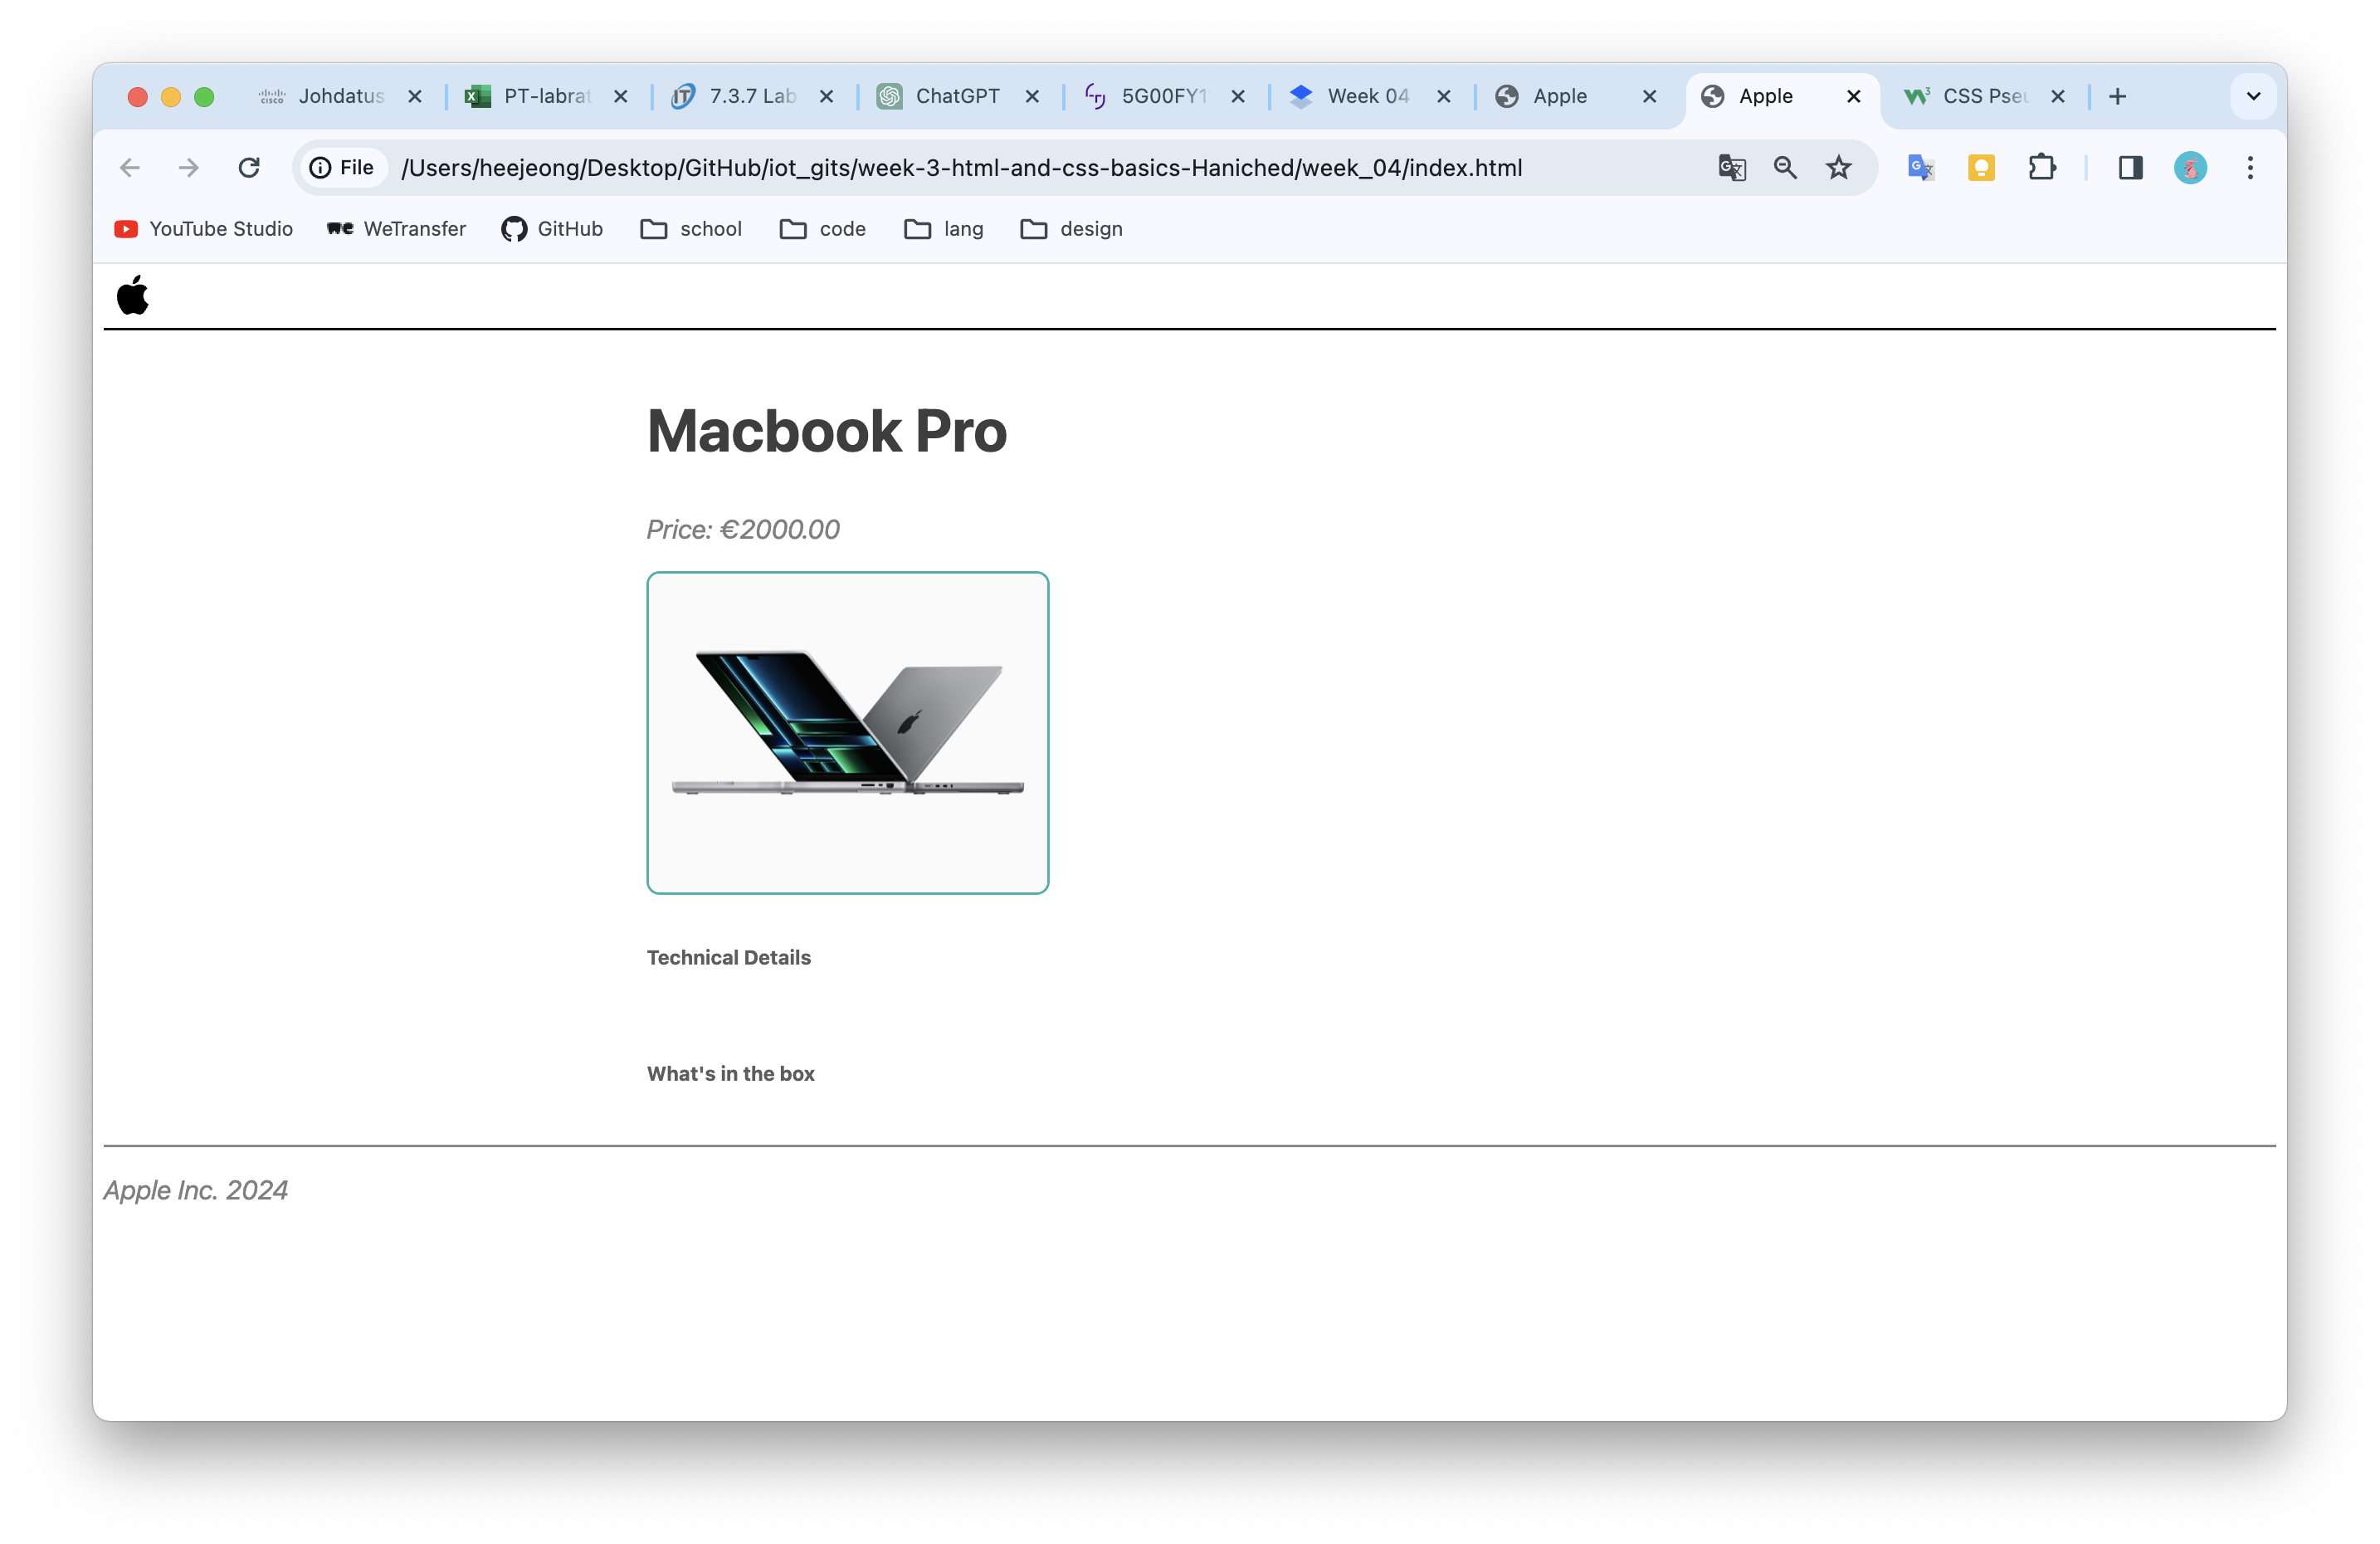 Johdatus PT-labrat 7.3.7 Lab ChatGPT 5G00FY1 Week 04 Apple Apple CSS Pseu
File /Users/heejeong/Desktop/GitHub/iot_gits/week-3-html-and-css-basics-Haniched/week_04/index.html
YouTube Studio WeTransfer GitHub school code lang design
Macbook Pro
Price: €2000.00
Technical Details
What's in the box
Apple Inc. 2024